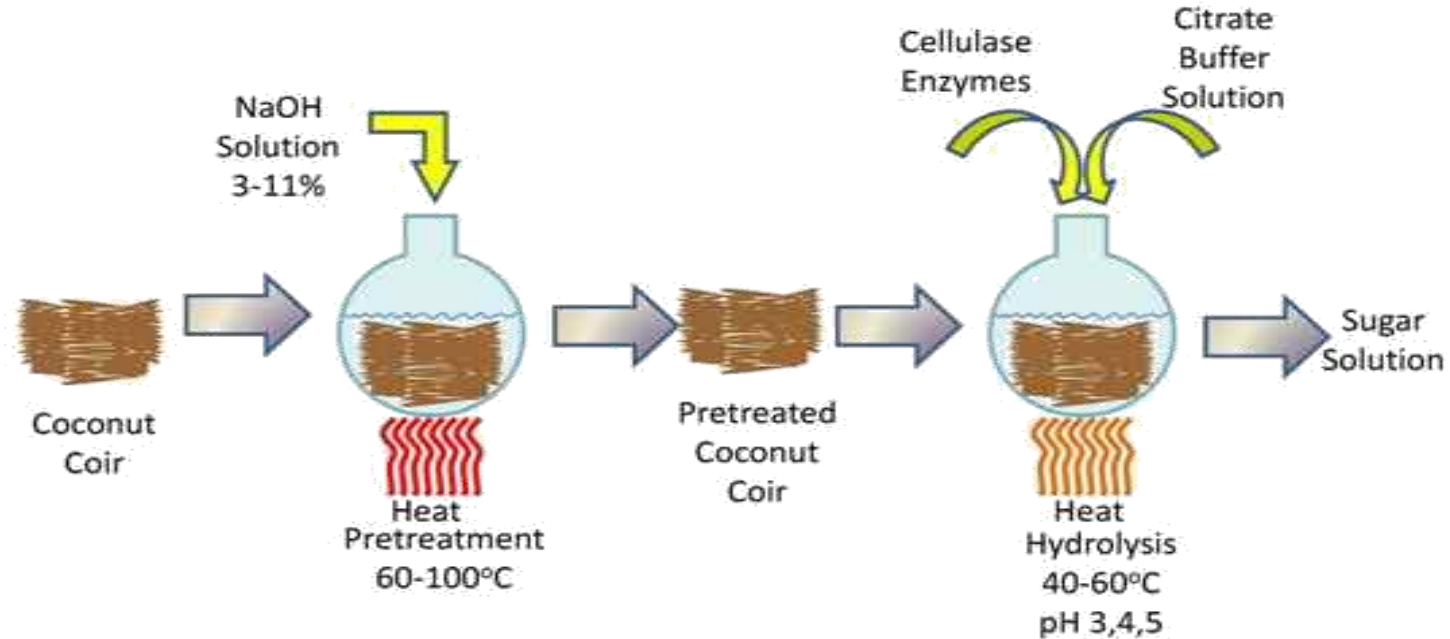 NaOH
Solution
3-11%
Cellulase
Enzymes
Citrate
Buffer
Solution
Coconut
Coir
Heat
Pretreatment
60-100°C
Pretreated
Coconut
Coir
Heat
Hydrolysis
40-60°C
pH 3,4,5
Sugar
Solution